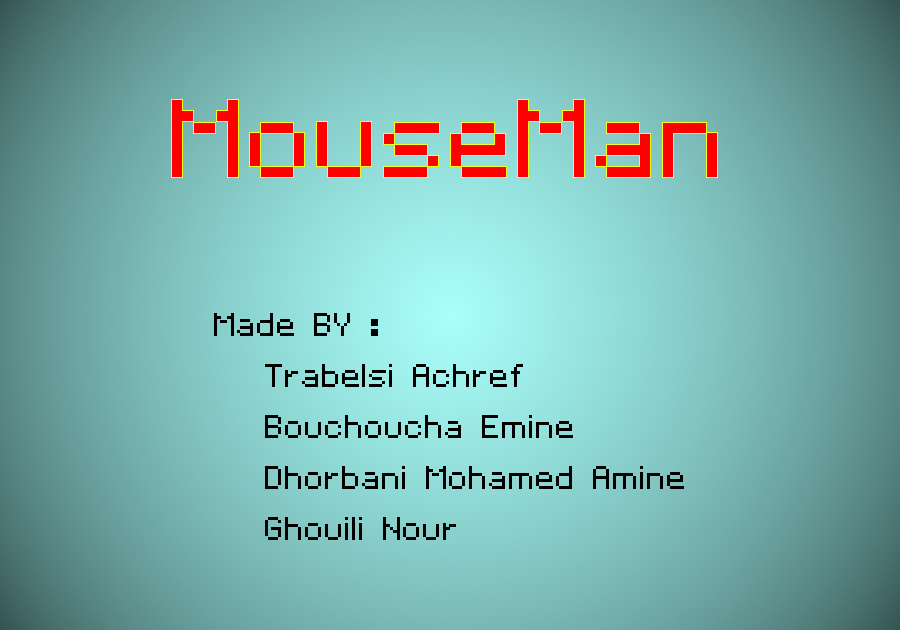 MouseMan
Made BY :
Trabelsi Achref
Bouchoucha Emine
Dhorbani Mohamed Amine
Ghouili Nour